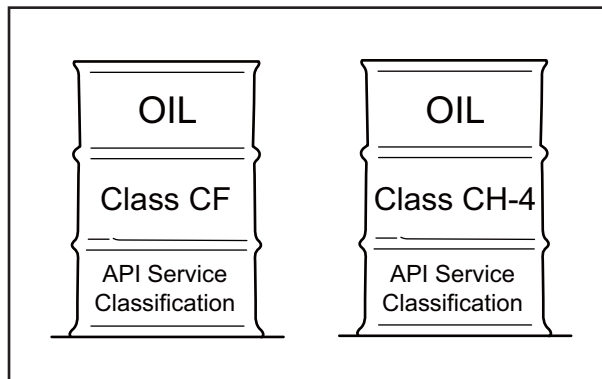 OIL
Class CF
API Service
Classification
OIL
Class CH-4
API Service
Classification